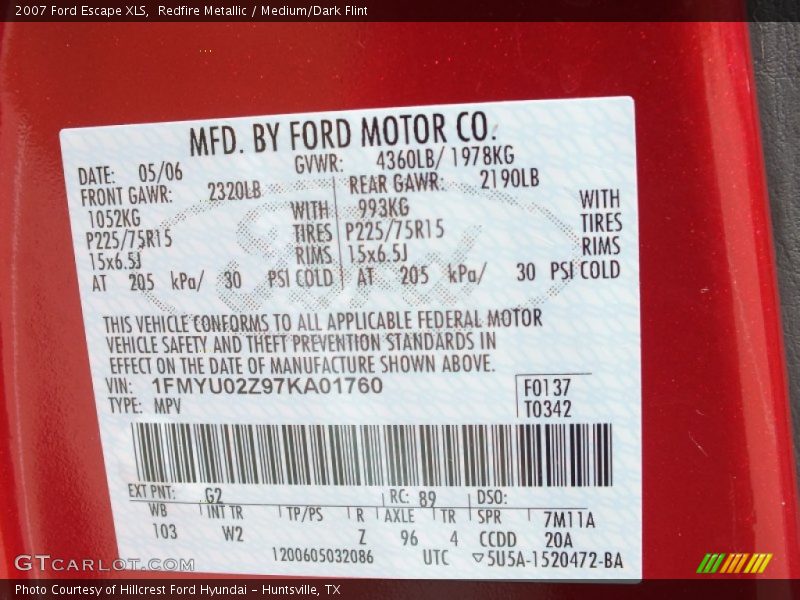 2007 Ford Escape XLS, Redfire Metallic / Medium/Dark Flint
MFD. BY FORD MOTOR CO.
DATE: 05/06 GVWR: 4360LB/ 1978KG
FRONT GAWR: 2320LB REAR GAWR: 2190LB
1052KG WITH 993KG WITH
P225/75R15 TIRES P225/75R15 TIRES
15x6.5J RIMS 15x6.5J RIMS
AT 205 kPa/ 30 PSI COLD AT 205 kPa/ 30 PSI COLD
Ford
THIS VEHICLE CONFORMS TO ALL APPLICABLE FEDERAL MOTOR
VEHICLE SAFETY AND THEFT PREVENTION STANDARDS IN
EFFECT ON THE DATE OF MANUFACTURE SHOWN ABOVE.
VIN: 1FMYU02Z97KA01760 F0137
TYPE: MPV T0342
EXT PNT: G2 RC: 89 DSO:
WB INT TR TP/PS R AXLE TR SPR 7M11A
103 W2 Z 96 4 CCDD 20A
1200605032086 UTC ▽5U5A-1520472-BA
GTCARLOT.COM
Photo Courtesy of Hillcrest Ford Hyundai – Huntsville, TX